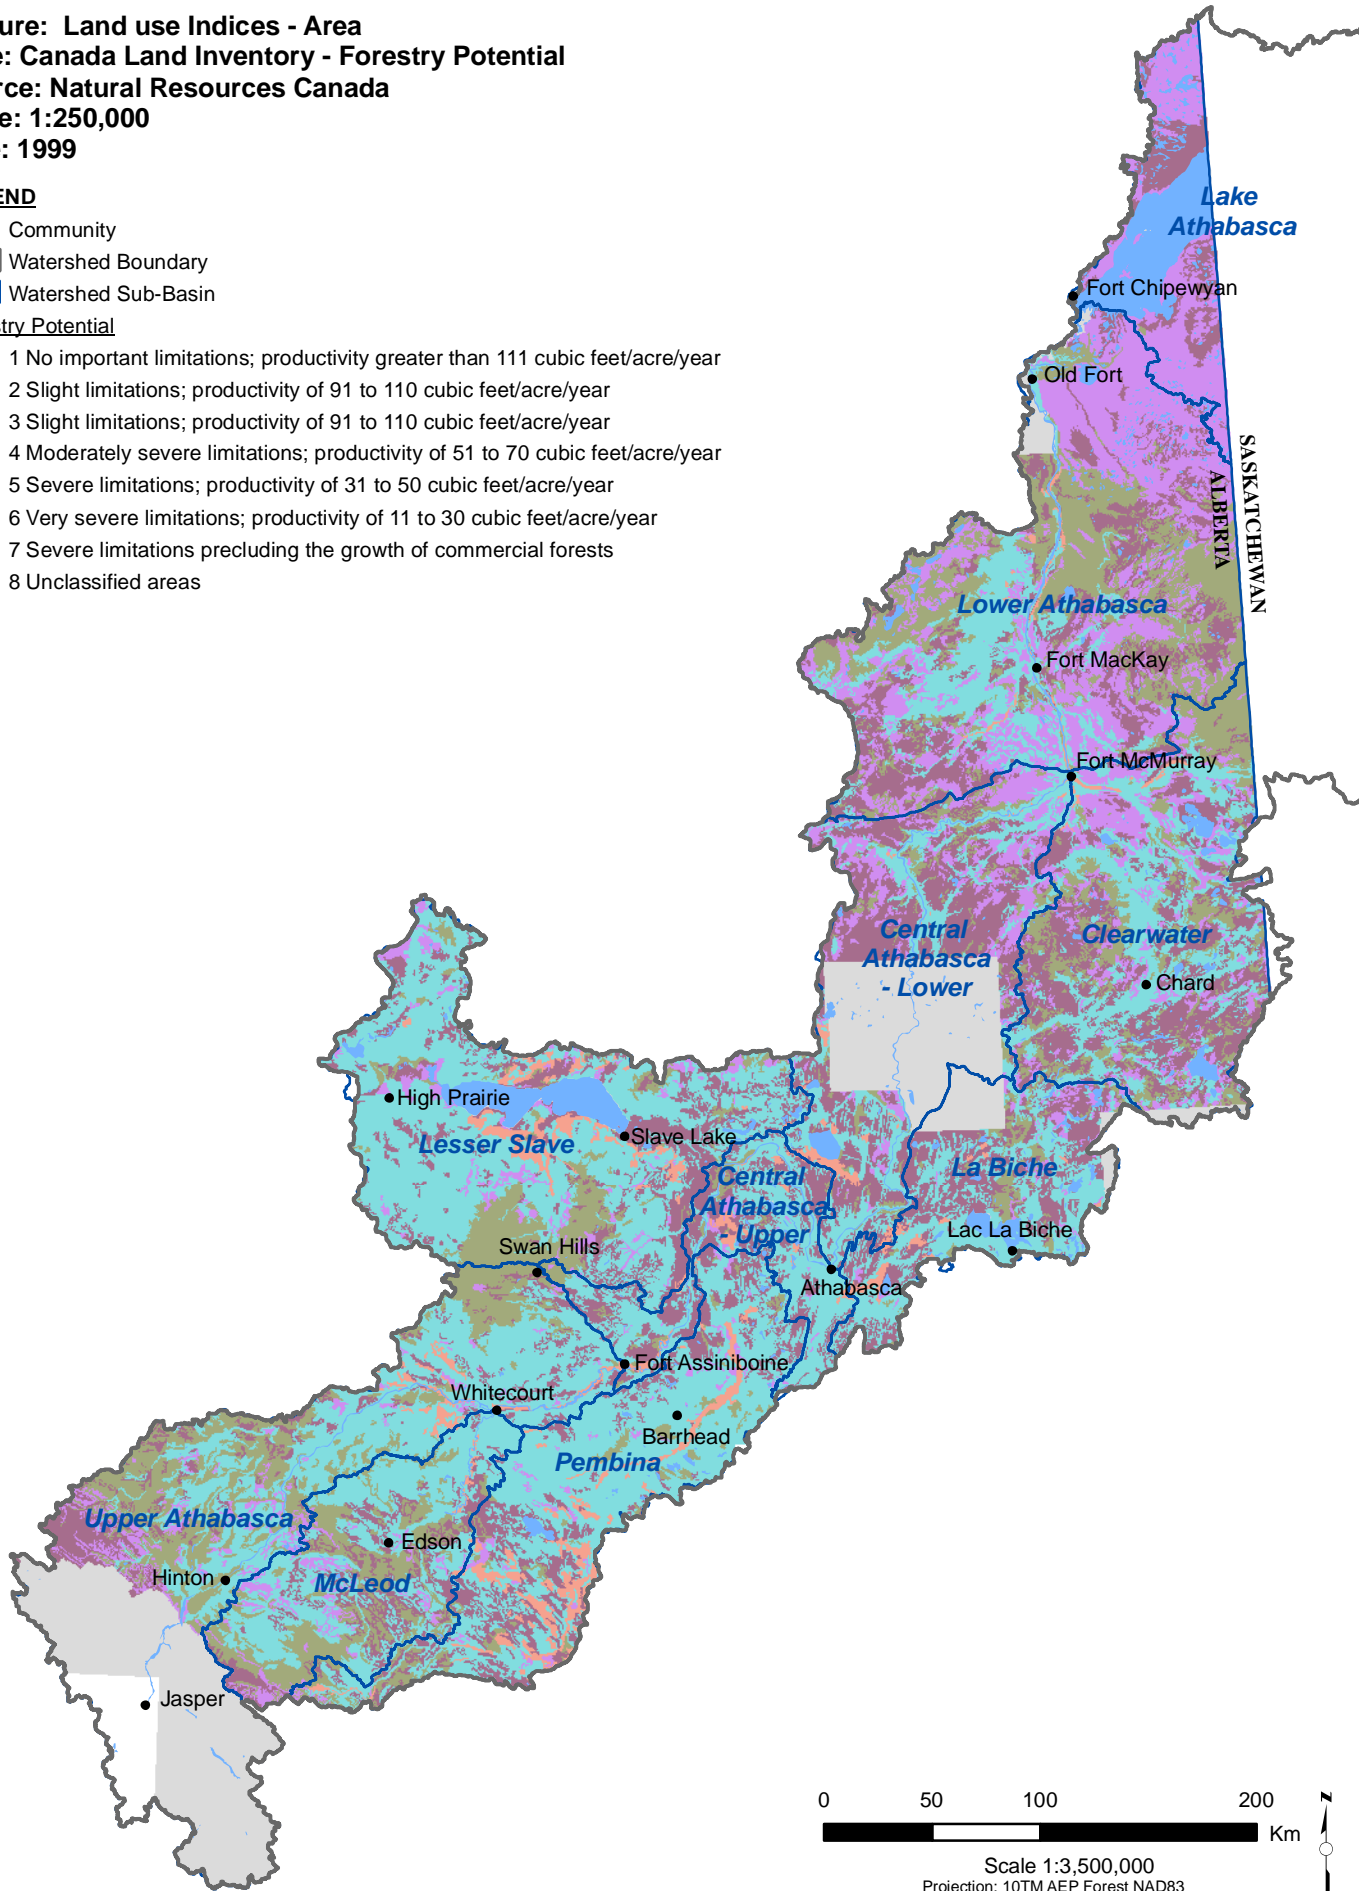 ure: Land use Indices - Area
e: Canada Land Inventory - Forestry Potential
rce: Natural Resources Canada
e: 1:250,000
: 1999
END
Community
Watershed Boundary
Watershed Sub-Basin
stry Potential
1 No important limitations; productivity greater than 111 cubic feet/acre/year
2 Slight limitations; productivity of 91 to 110 cubic feet/acre/year
3 Slight limitations; productivity of 91 to 110 cubic feet/acre/year
4 Moderately severe limitations; productivity of 51 to 70 cubic feet/acre/year
5 Severe limitations; productivity of 31 to 50 cubic feet/acre/year
6 Very severe limitations; productivity of 11 to 30 cubic feet/acre/year
7 Severe limitations precluding the growth of commercial forests
8 Unclassified areas
Lake
Athabasca
Fort Chipewyan
Old Fort
SASKATCHEWAN
ALBERTA
Lower Athabasca
Fort MacKay
Fort McMurray
Central
Athabasca
- Lower
Clearwater
Chard
High Prairie
Lesser Slave
Slave Lake
Central
Athabasca
- Upper
La Biche
Lac La Biche
Swan Hills
Athabasca
Fort Assiniboine
Whitecourt
Barrhead
Pembina
Upper Athabasca
Edson
Hinton
McLeod
Jasper
0 50 100 200
Km
N
Scale 1:3,500,000
Projection: 10TM AEP Forest NAD83